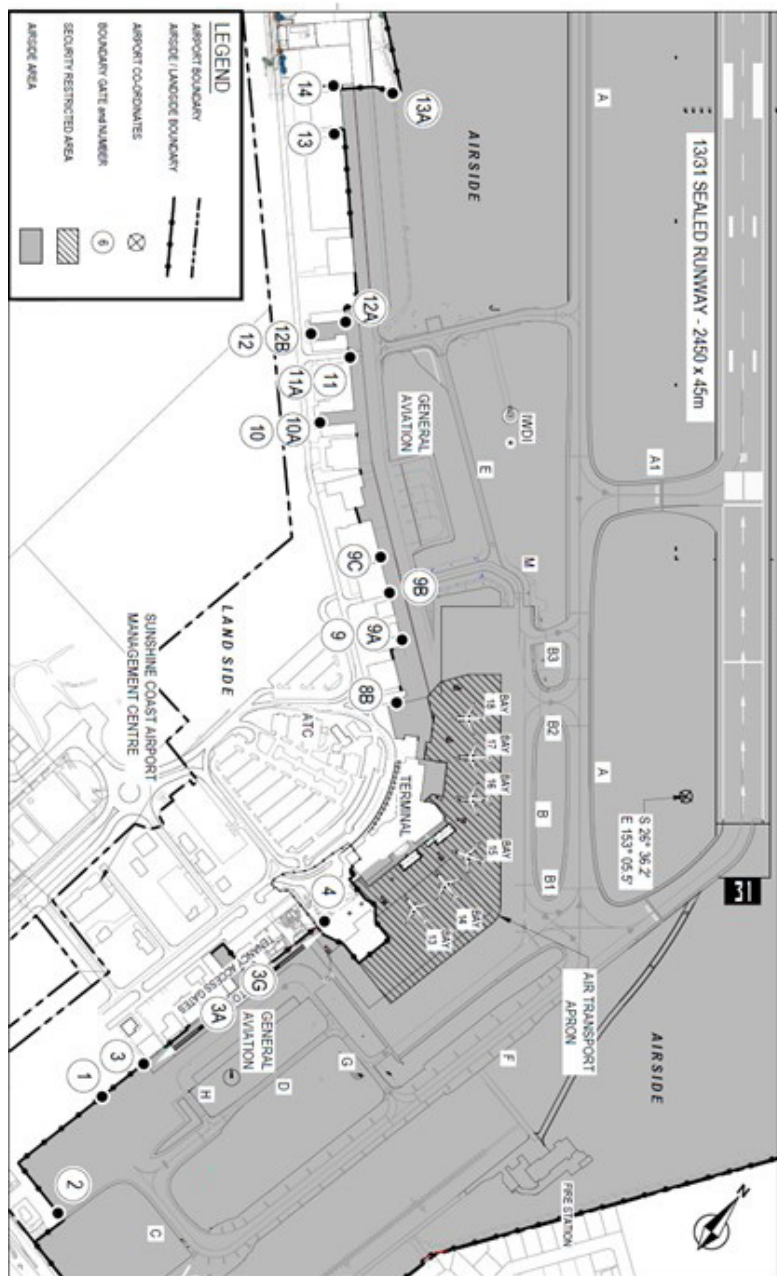 13/31 SEALED RUNWAY - 2450 x 45m
31
S 26° 36.2'
E 153° 05.5'
A
A1
A
AIRSIDE
J
IWDI
E
M
B3
B2
B
B1
AIR TRANSPORT
APRON
F
AIRSIDE
FIRE STATION
N
GENERAL
AVIATION
BAY
18
BAY
17
BAY
16
BAY
15
14
BAY
13
TERMINAL
G
D
H
C
GENERAL
AVIATION
13A
14
13
12A
12B
12
11
11A
10A
10
9C
9B
9A
9
8B
4
3G
TO
3A
TENANCY ACCESS GATES
3
1
2
ATC
LAND SIDE
SUNSHINE COAST AIRPORT
MANAGEMENT CENTRE
LEGEND
AIRPORT BOUNDARY
AIRSIDE / LANDSIDE BOUNDARY
AIRPORT CO-ORDINATES
BOUNDARY GATE and NUMBER
6
SECURITY RESTRICTED AREA
AIRSIDE AREA